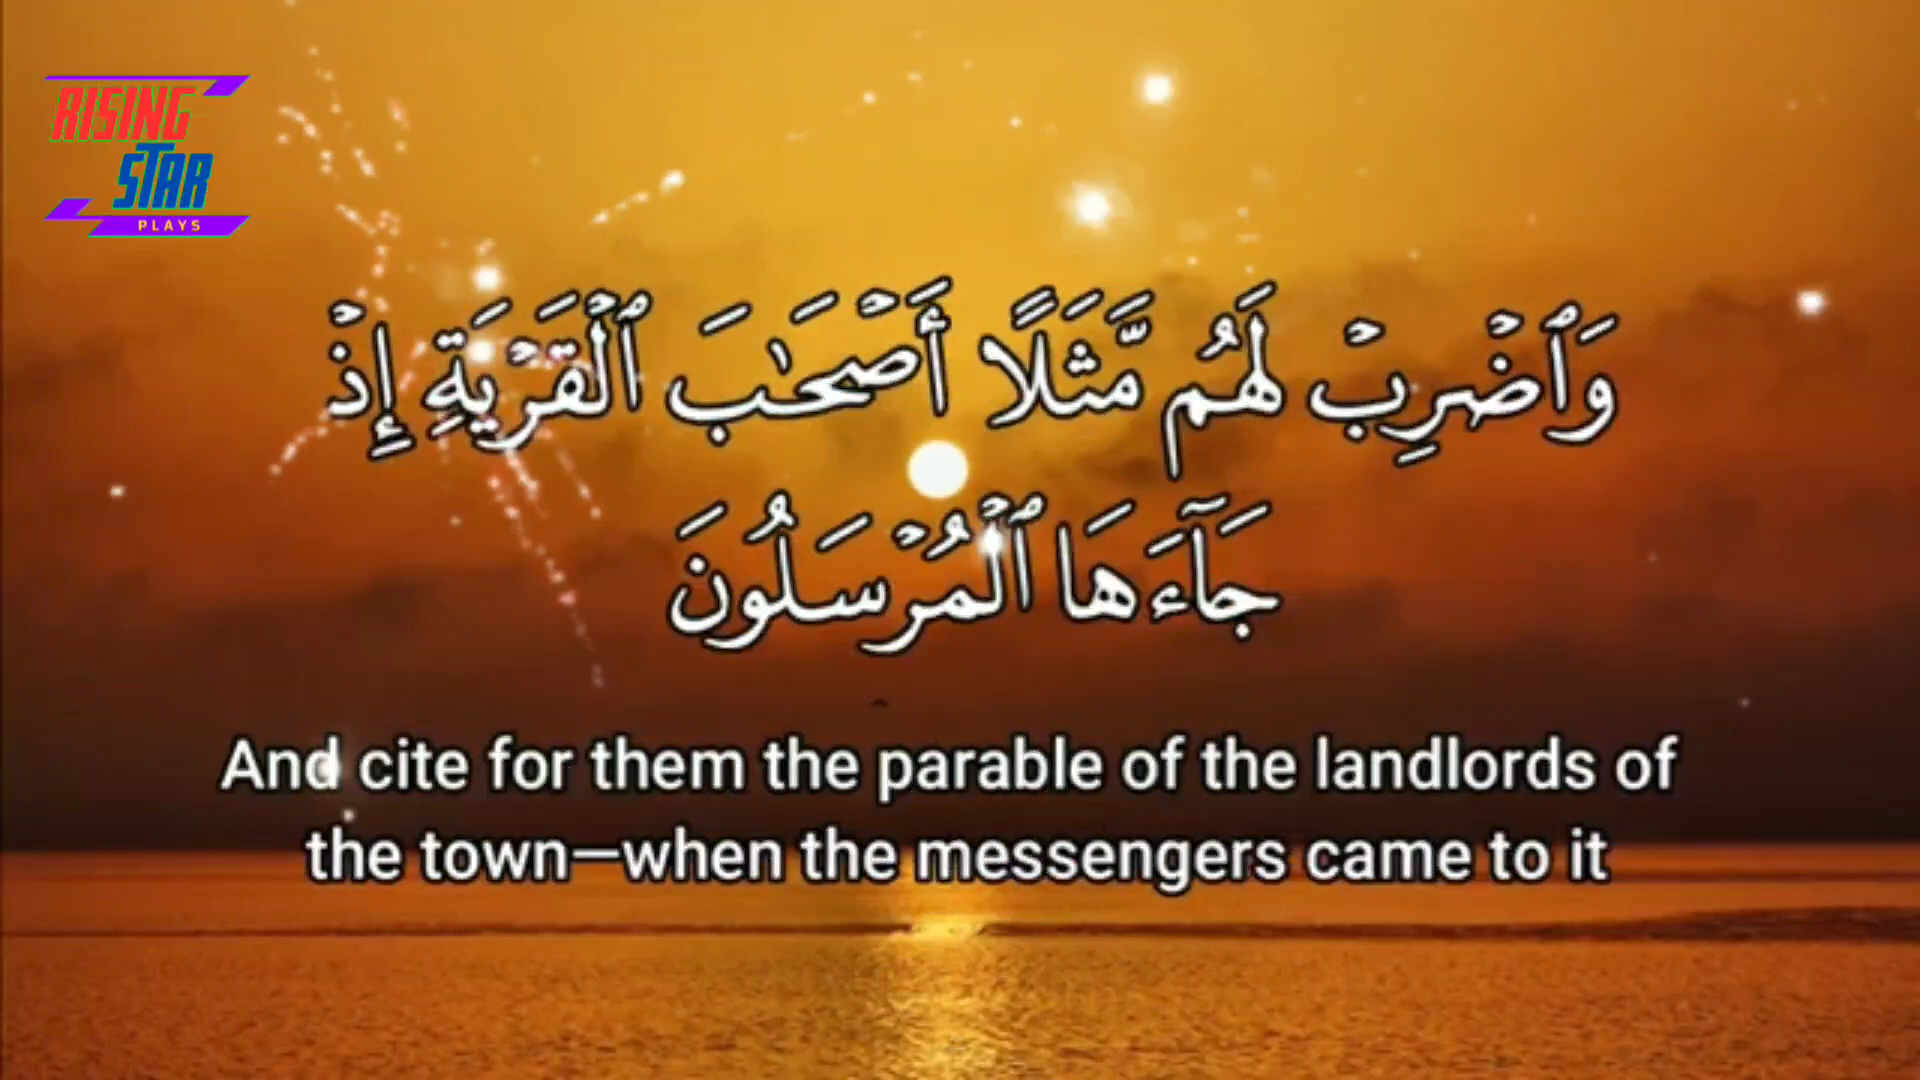 RISING
STAR
PLAYS
وَٱضۡرِبۡ لَهُم مَّثَلًا أَصۡحَٰبَ ٱلۡقَرۡيَةِ إِذۡ
جَآءَهَا ٱلۡمُرۡسَلُونَ
And cite for them the parable of the landlords of
the town—when the messengers came to it